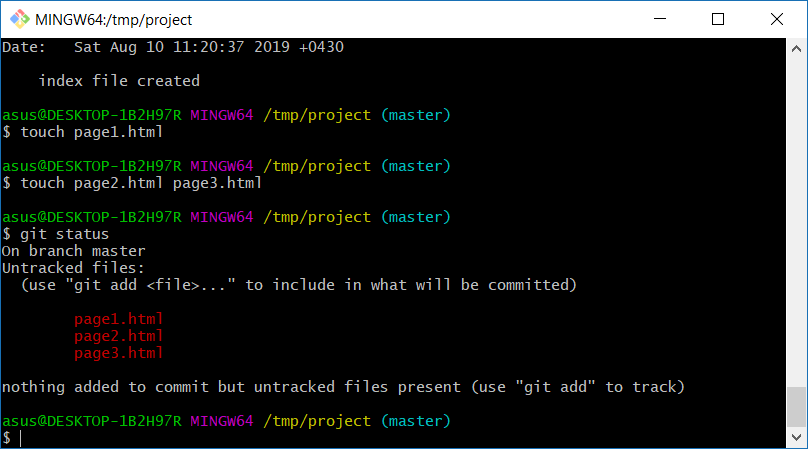 MINGW64:/tmp/project
Date:   Sat Aug 10 11:20:37 2019 +0430
    index file created
asus@DESKTOP-1B2H97R MINGW64 /tmp/project (master)
$ touch page1.html
asus@DESKTOP-1B2H97R MINGW64 /tmp/project (master)
$ touch page2.html page3.html
asus@DESKTOP-1B2H97R MINGW64 /tmp/project (master)
$ git status
On branch master
Untracked files:
  (use "git add <file>..." to include in what will be committed)
        page1.html
        page2.html
        page3.html
nothing added to commit but untracked files present (use "git add" to track)
asus@DESKTOP-1B2H97R MINGW64 /tmp/project (master)
$